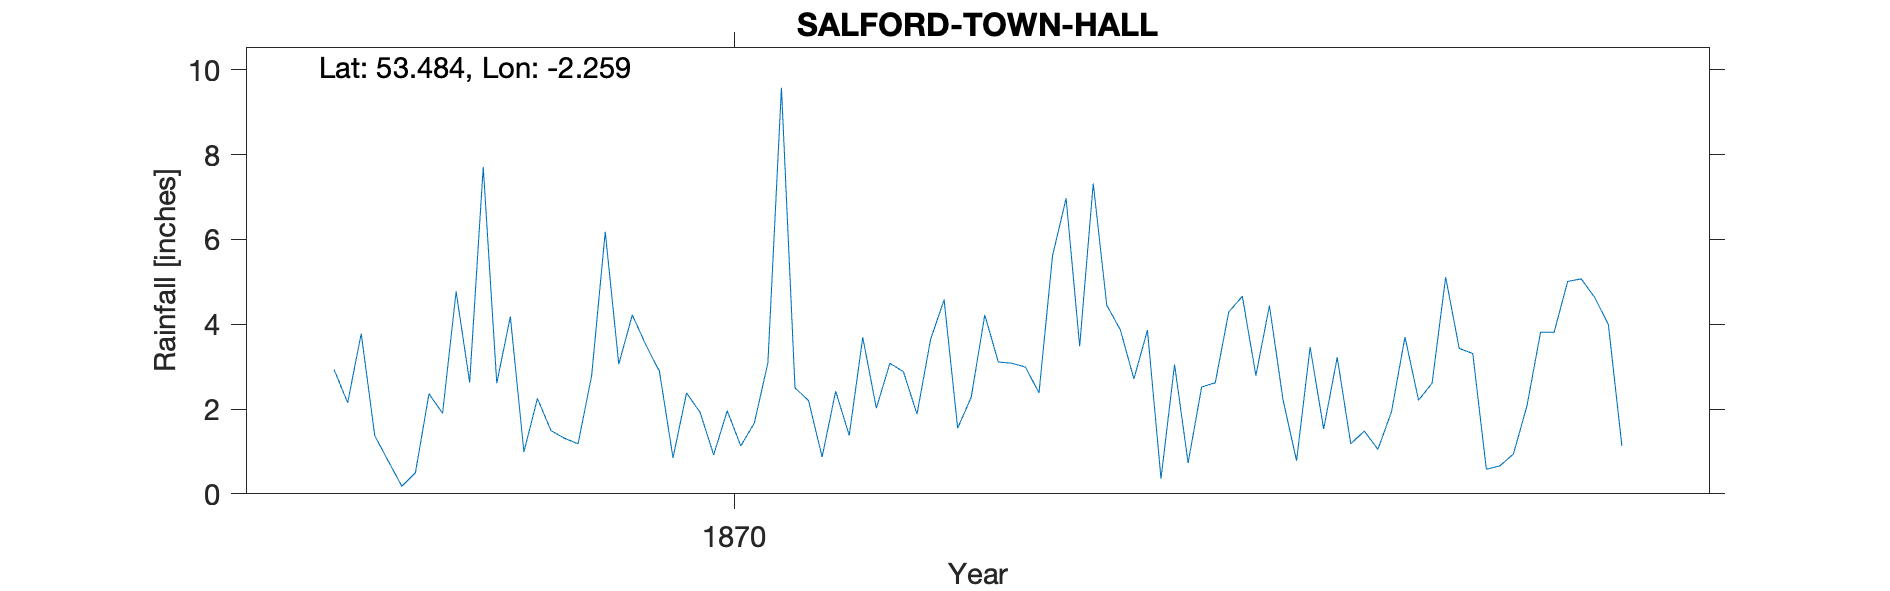 SALFORD-TOWN-HALL
Lat: 53.484, Lon: -2.259
10
8
6
4
2
0
Rainfall [inches]
1870
Year